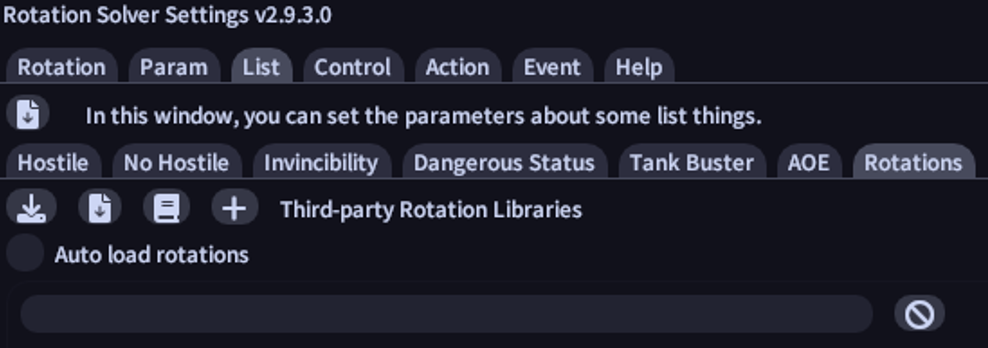 Rotation Solver Settings v2.9.3.0
Rotation Param List Control Action Event Help
In this window, you can set the parameters about some list things.
Hostile No Hostile Invincibility Dangerous Status Tank Buster AOE Rotations
Third-party Rotation Libraries
Auto load rotations